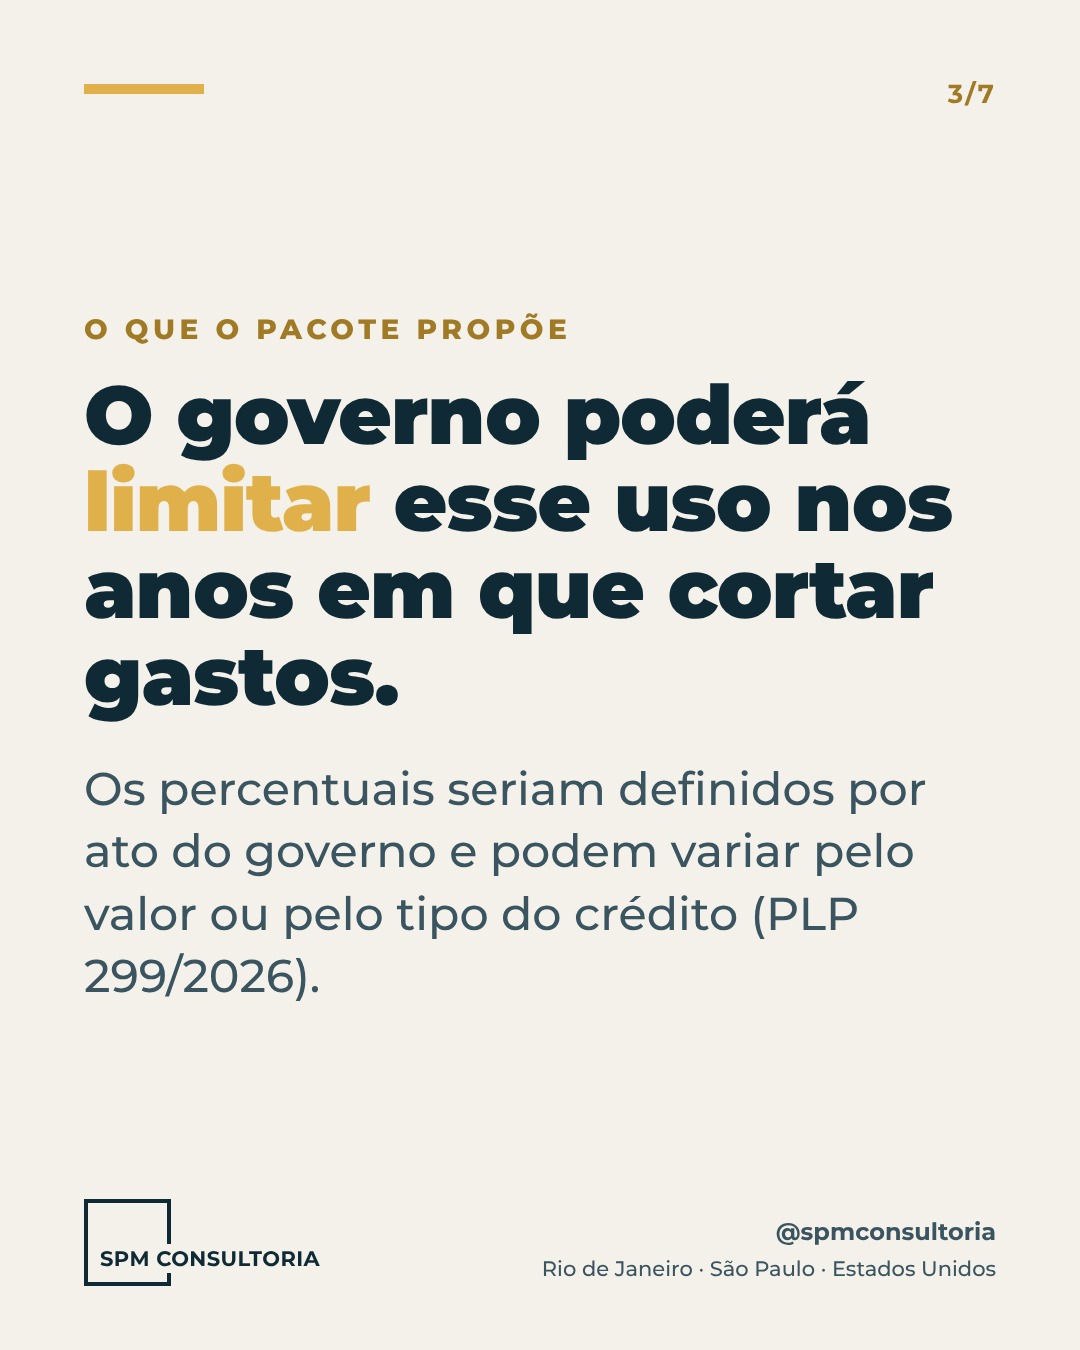 3/7
O QUE O PACOTE PROPÕE
O governo poderá
limitar esse uso nos
anos em que cortar
gastos.
Os percentuais seriam definidos por
ato do governo e podem variar pelo
valor ou pelo tipo do crédito (PLP
299/2026).
SPM CONSULTORIA
@spmconsultoria
Rio de Janeiro · São Paulo · Estados Unidos